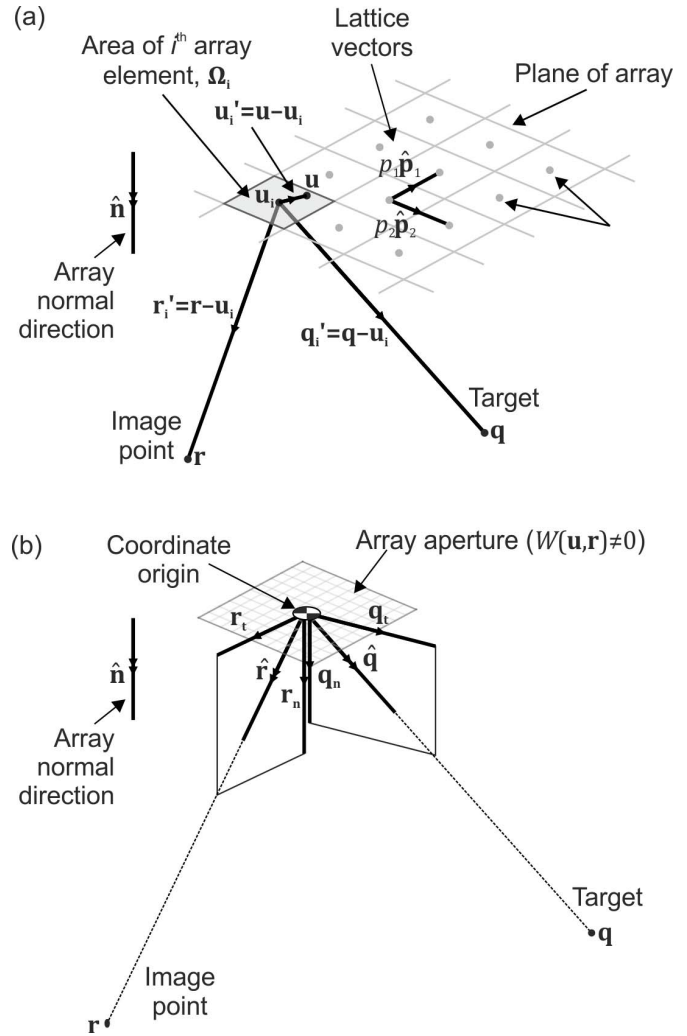 (a)
Area of iᵗʰ array
element, Ωᵢ
Lattice
vectors
Plane of array
uᵢ'=u−uᵢ
u
uᵢ
p₁p̂₁
p₂p̂₂
n̂
Array
normal
direction
rᵢ'=r−uᵢ
qᵢ'=q−uᵢ
Image
point
r
Target
q
(b)
Coordinate
origin
Array aperture (W(u,r)≠0)
rₜ
qₜ
r̂
q̂
rₙ
qₙ
n̂
Array
normal
direction
Target
q
Image
point
r